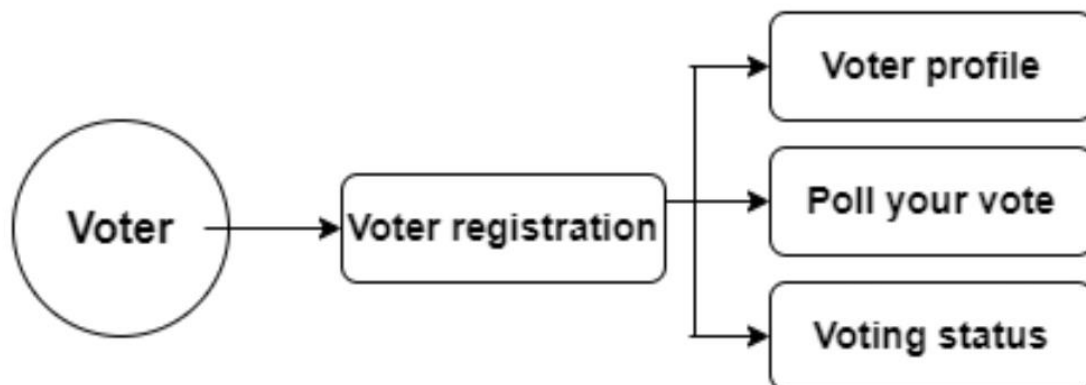 Voter
Voter registration
Voter profile
Poll your vote
Voting status